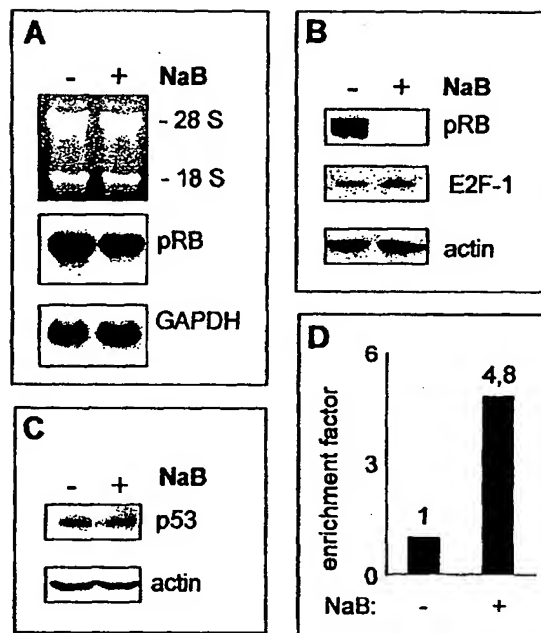 A
- + NaB
- 28 S
- 18 S
pRB
GAPDH
B
- + NaB
pRB
E2F-1
actin
C
- + NaB
p53
actin
D
enrichment factor
6
3
0
1
4,8
NaB: - +